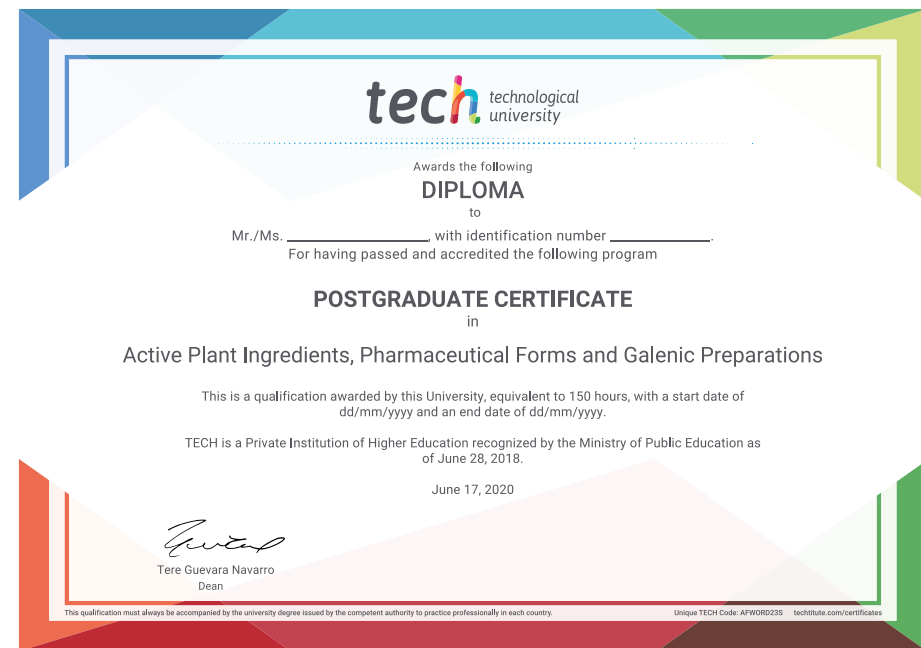 tech technological
university
Awards the following
DIPLOMA
to
Mr./Ms. ____________, with identification number ____________.
For having passed and accredited the following program
POSTGRADUATE CERTIFICATE
in
Active Plant Ingredients, Pharmaceutical Forms and Galenic Preparations
This is a qualification awarded by this University, equivalent to 150 hours, with a start date of
dd/mm/yyyy and an end date of dd/mm/yyyy.
TECH is a Private Institution of Higher Education recognized by the Ministry of Public Education as
of June 28, 2018.
June 17, 2020
Tere Guevara Navarro
Dean
This qualification must always be accompanied by the university degree issued by the competent authority to practice professionally in each country. Unique TECH Code: AFWORD23S techtitute.com/certificates